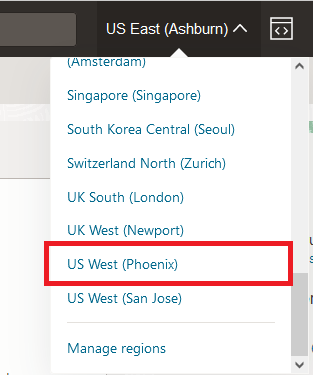 US East (Ashburn)
(Amsterdam)
Singapore (Singapore)
South Korea Central (Seoul)
Switzerland North (Zurich)
UK South (London)
UK West (Newport)
US West (Phoenix)
US West (San Jose)
Manage regions